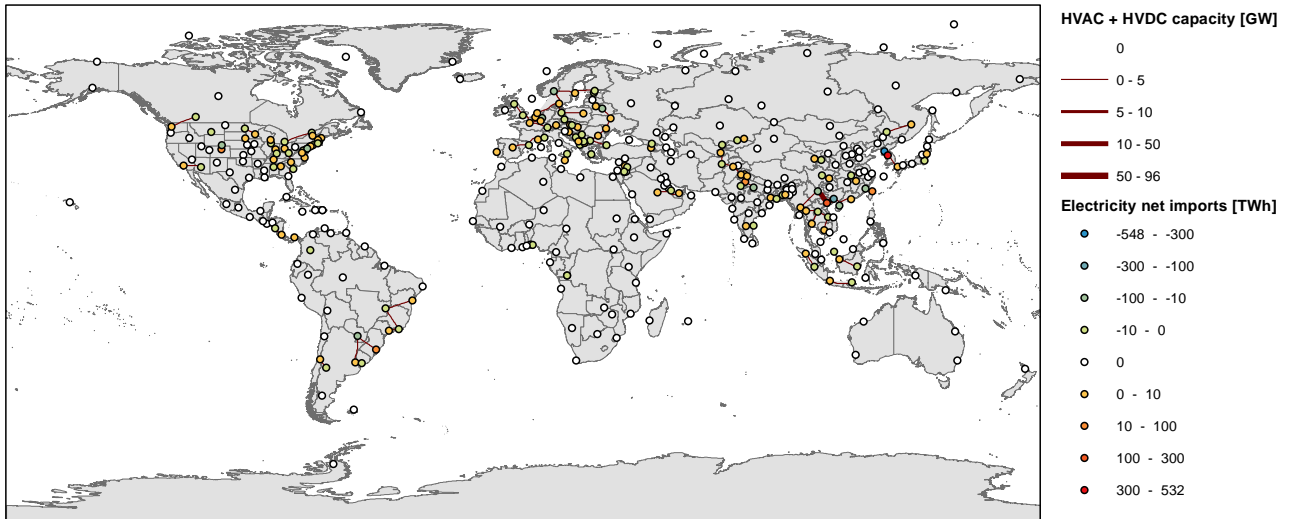 HVAC + HVDC capacity [GW]
0
0 - 5
5 - 10
10 - 50
50 - 96
Electricity net imports [TWh]
-548 - -300
-300 - -100
-100 - -10
-10 - 0
0
0 - 10
10 - 100
100 - 300
300 - 532